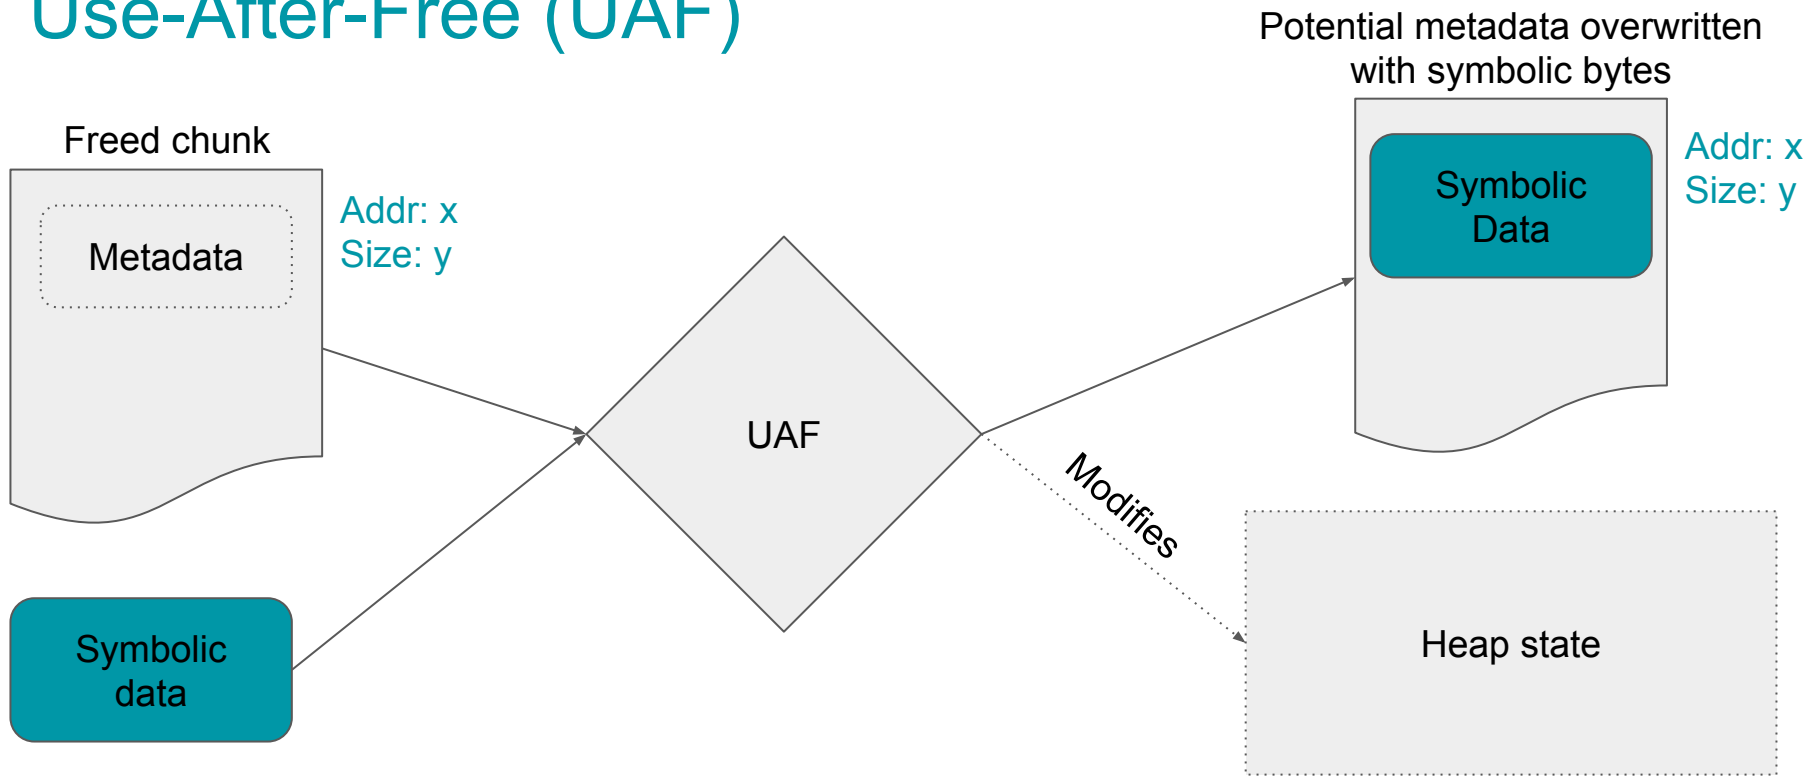 Use-After-Free (UAF)
Potential metadata overwritten
with symbolic bytes
Freed chunk
Metadata
Addr: x
Size: y
Symbolic
Data
Addr: x
Size: y
UAF
Modifies
Symbolic
data
Heap state